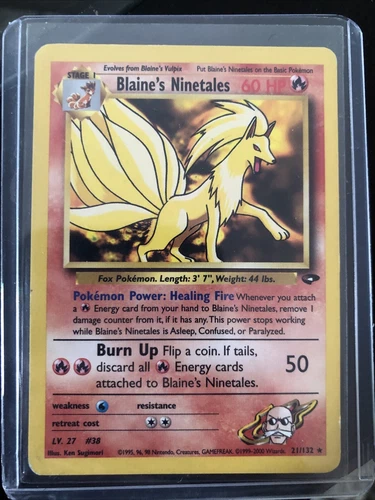 Evolves from Blaine's Vulpix Put Blaine's Ninetales on the Basic Pokémon
STAGE 1
Blaine's Ninetales 60 HP
Fox Pokémon. Length: 3' 7", Weight: 44 lbs.
Pokémon Power: Healing Fire Whenever you attach
a Energy card from your hand to Blaine's Ninetales, remove 1
damage counter from it, if it has any. This power stops working
while Blaine's Ninetales is Asleep, Confused, or Paralyzed.
Burn Up Flip a coin. If tails,
discard all Energy cards
attached to Blaine's Ninetales.
50
weakness resistance
retreat cost
LV. 27 #38
21/132 ★
Illus. Ken Sugimori ©1995, 96, 98 Nintendo, Creatures, GAMEFREAK. ©1999-2000 Wizards.